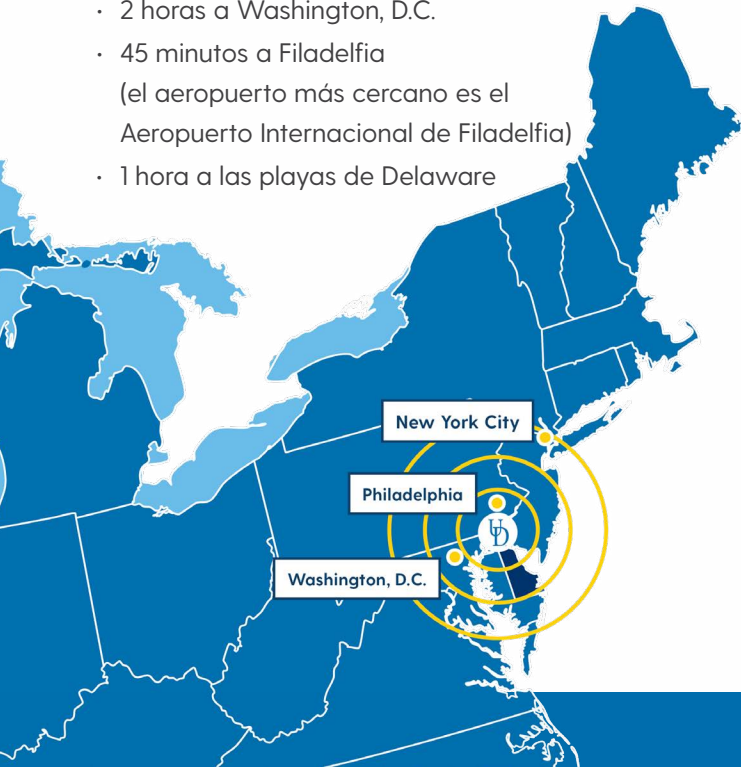 · 2 horas a Washington, D.C.
· 45 minutos a Filadelfia
(el aeropuerto más cercano es el
Aeropuerto Internacional de Filadelfia)
· 1 hora a las playas de Delaware
New York City
Philadelphia
UD
Washington, D.C.